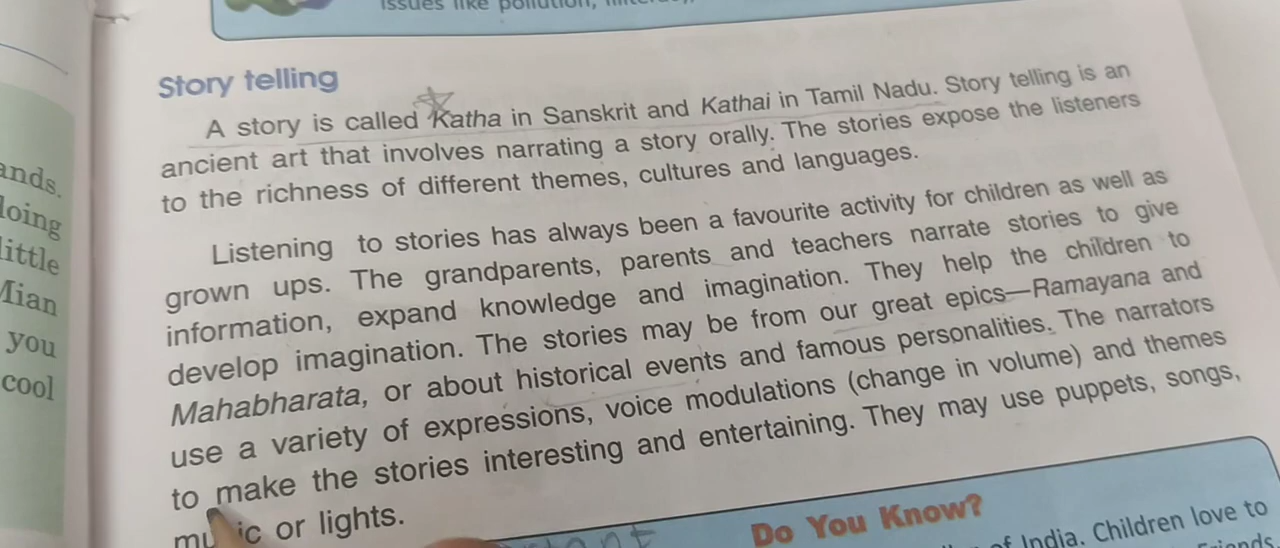 issues like pollution,
Story telling
A story is called Katha in Sanskrit and Kathai in Tamil Nadu. Story telling is an
ancient art that involves narrating a story orally. The stories expose the listeners
to the richness of different themes, cultures and languages.
Listening to stories has always been a favourite activity for children as well as
grown ups. The grandparents, parents and teachers narrate stories to give
information, expand knowledge and imagination. They help the children to
develop imagination. The stories may be from our great epics—Ramayana and
Mahabharata, or about historical events and famous personalities. The narrators
use a variety of expressions, voice modulations (change in volume) and themes
to make the stories interesting and entertaining. They may use puppets, songs,
or lights.
Do You Know?
of India. Children love to
ands.
loing
little
Mian
you
cool